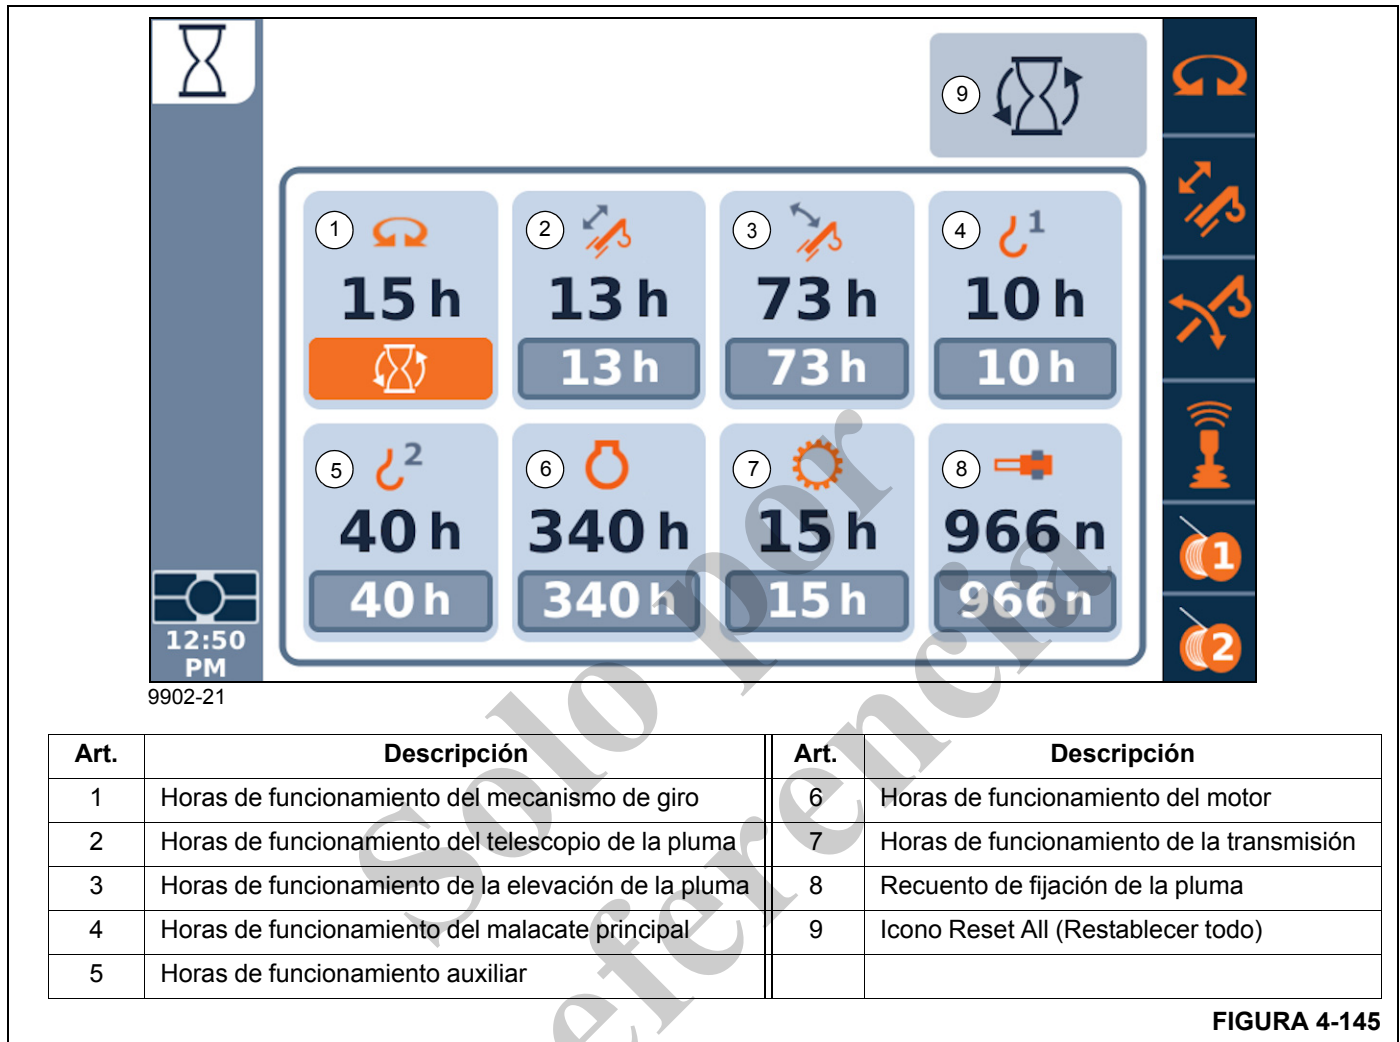 9
1
2
3
4 1
15 h
13 h
73 h
10 h
13 h
73 h
10 h
5 2
6
7
8
40 h
340 h
15 h
966 n
40 h
340 h
15 h
966 n
12:50
PM
1
2
9902-21
Art. Descripción Art. Descripción
1 Horas de funcionamiento del mecanismo de giro 6 Horas de funcionamiento del motor
2 Horas de funcionamiento del telescopio de la pluma 7 Horas de funcionamiento de la transmisión
3 Horas de funcionamiento de la elevación de la pluma 8 Recuento de fijación de la pluma
4 Horas de funcionamiento del malacate principal 9 Icono Reset All (Restablecer todo)
5 Horas de funcionamiento auxiliar
FIGURA 4-145
Solo por
referencia